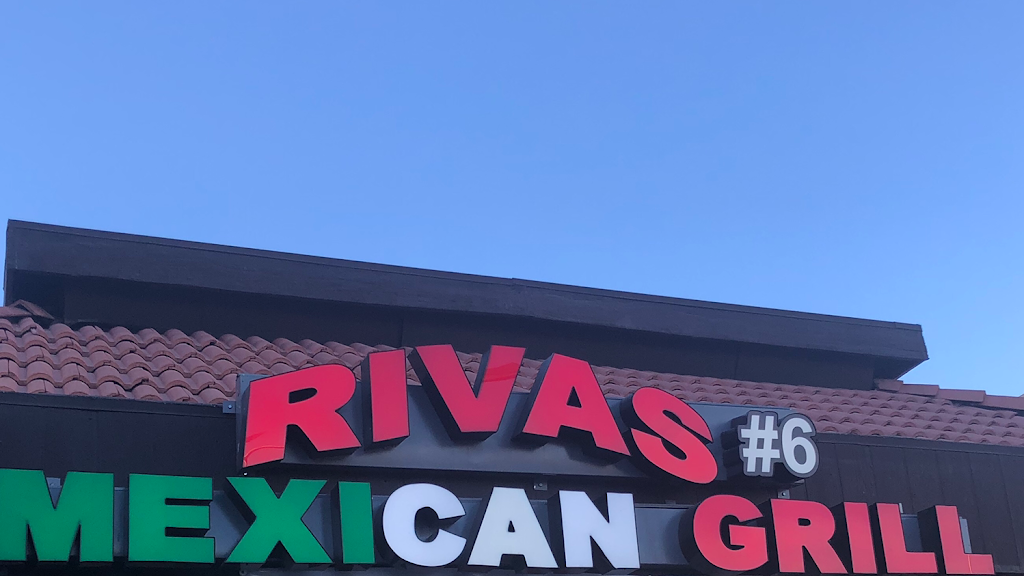 RIVAS #6
MEXICAN GRILL